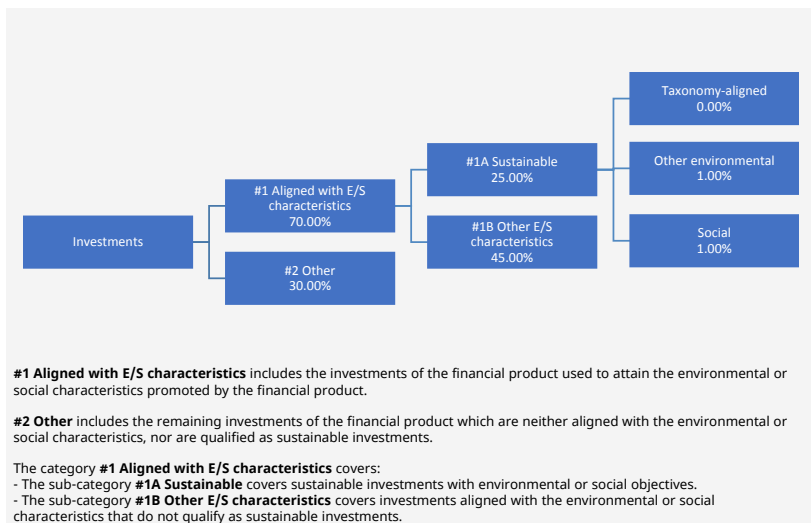 Taxonomy-aligned
0.00%
#1A Sustainable
25.00%
Other environmental
1.00%
#1 Aligned with E/S
characteristics
70.00%
Investments
#1B Other E/S
characteristics
45.00%
Social
1.00%
#2 Other
30.00%
#1 Aligned with E/S characteristics includes the investments of the financial product used to attain the environmental or
social characteristics promoted by the financial product.
#2 Other includes the remaining investments of the financial product which are neither aligned with the environmental or
social characteristics, nor are qualified as sustainable investments.
The category #1 Aligned with E/S characteristics covers:
- The sub-category #1A Sustainable covers sustainable investments with environmental or social objectives.
- The sub-category #1B Other E/S characteristics covers investments aligned with the environmental or social
characteristics that do not qualify as sustainable investments.